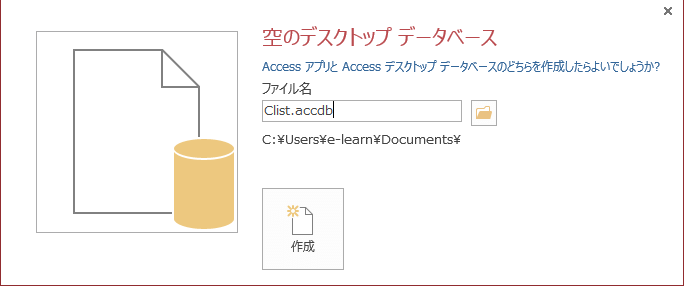 空のデスクトップ データベース
Access アプリと Access デスクトップ データベースのどちらを作成したらよいでしょうか?
ファイル名
Clist.accdb
C:¥Users¥e-learn¥Documents¥
作成